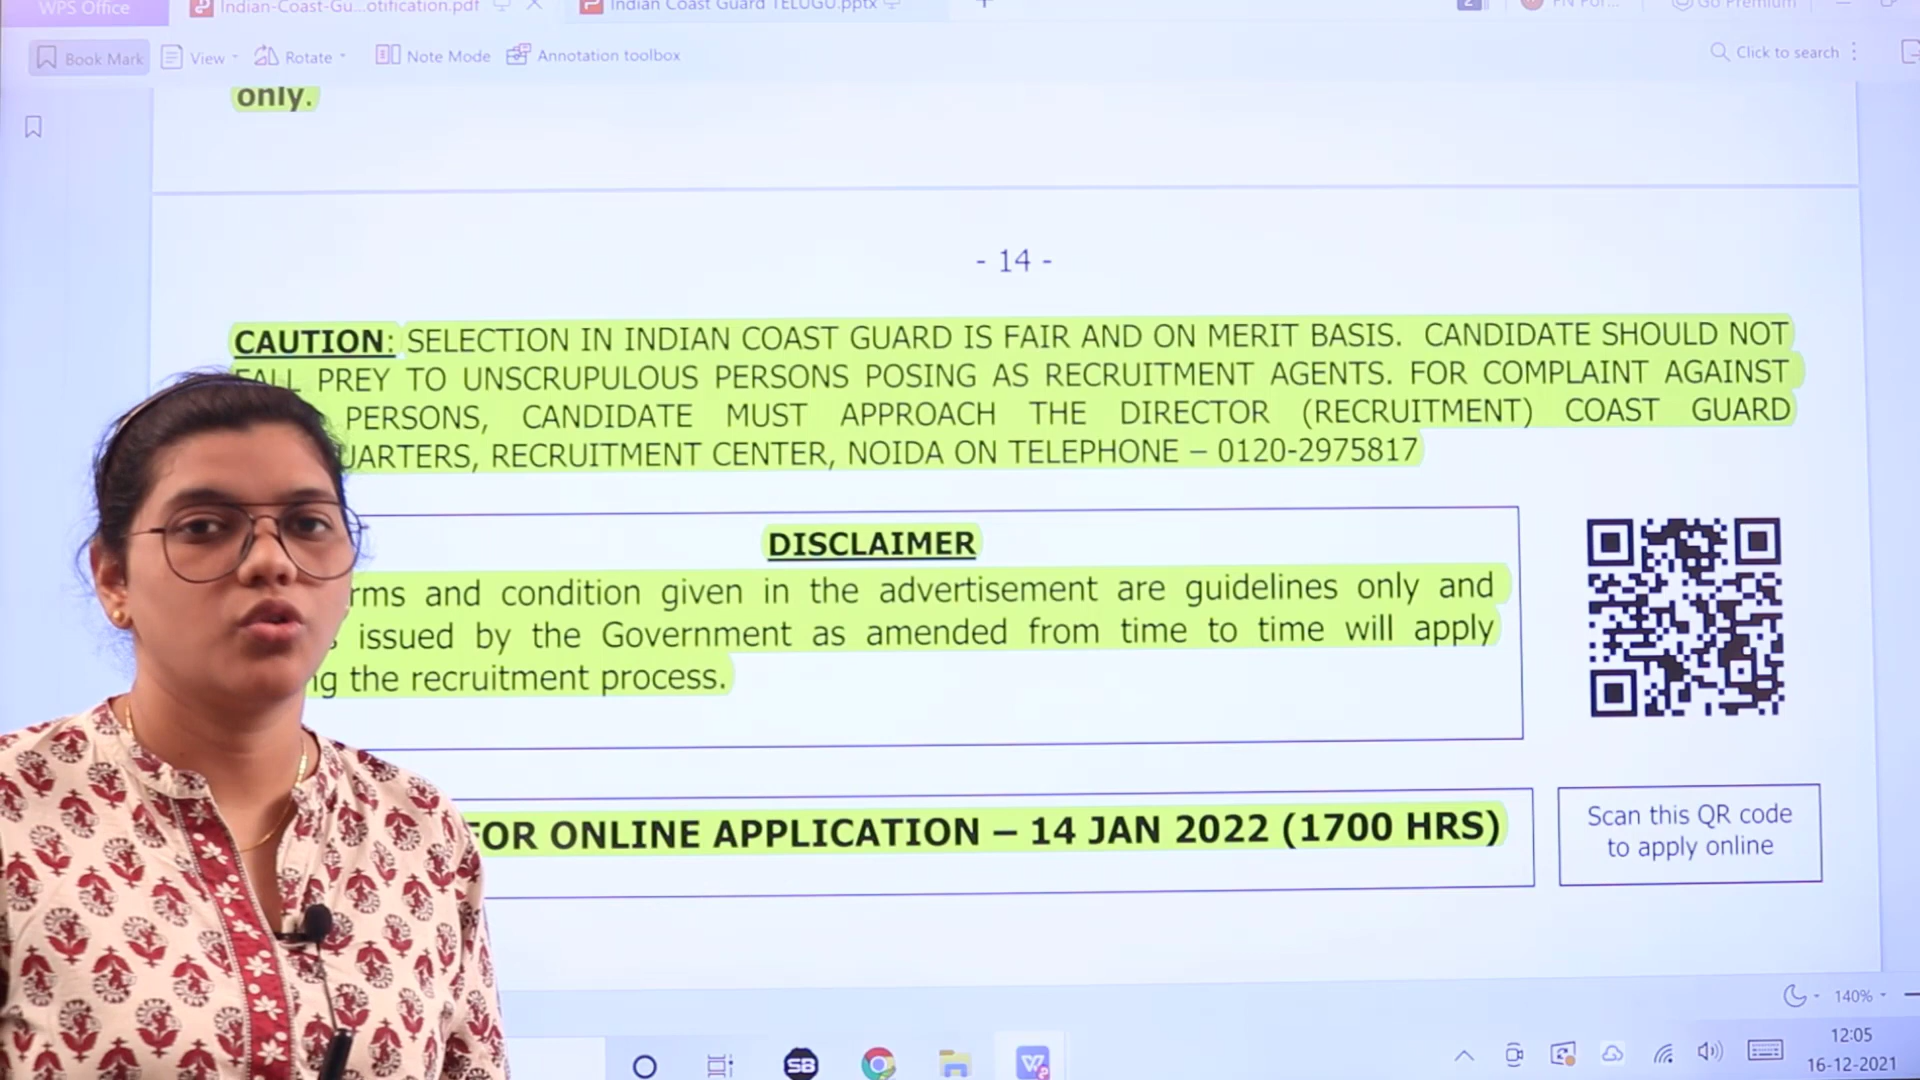 WPS Office
Indian-Coast-Gu...otification.pdf
Indian Coast Guard TELUGU.pptx
Go Premium
Book Mark
View
Rotate
Note Mode
Annotation toolbox
Click to search
only.
- 14 -
CAUTION: SELECTION IN INDIAN COAST GUARD IS FAIR AND ON MERIT BASIS. CANDIDATE SHOULD NOT
FALL PREY TO UNSCRUPULOUS PERSONS POSING AS RECRUITMENT AGENTS. FOR COMPLAINT AGAINST
PERSONS, CANDIDATE MUST APPROACH THE DIRECTOR (RECRUITMENT) COAST GUARD
UARTERS, RECRUITMENT CENTER, NOIDA ON TELEPHONE – 0120-2975817
DISCLAIMER
rms and condition given in the advertisement are guidelines only and
issued by the Government as amended from time to time will apply
ng the recruitment process.
FOR ONLINE APPLICATION – 14 JAN 2022 (1700 HRS)
Scan this QR code
to apply online
140%
SB
12:05
16-12-2021